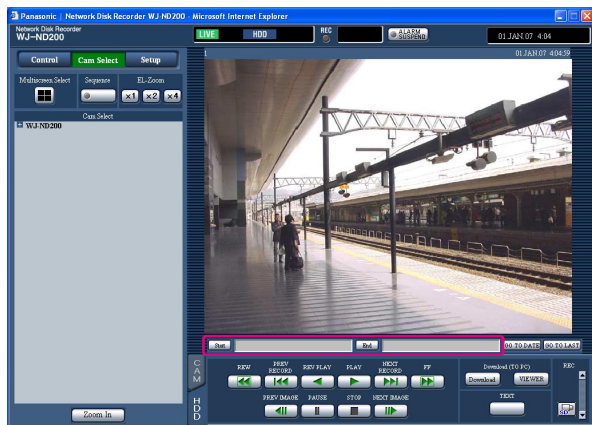 Panasonic | Network Disk Recorder WJ-ND200 - Microsoft Internet Explorer
Network Disk Recorder
WJ-ND200
LIVE
HDD
REC
ALARM
SUSPEND
01.JAN.07 4:04
Control
Cam Select
Setup
1
01.JAN.07 4:04:59
Multiscreen Select
Sequence
EL-Zoom
x1
x2
x4
Cam Select
WJ-ND200
Start
End
GO TO DATE
GO TO LAST
CAM
REW
PREV RECORD
REV PLAY
PLAY
NEXT RECORD
FF
Download (TO PC)
Download
VIEWER
REC
HDD
PREV IMAGE
PAUSE
STOP
NEXT IMAGE
TEXT
SD
Zoom In